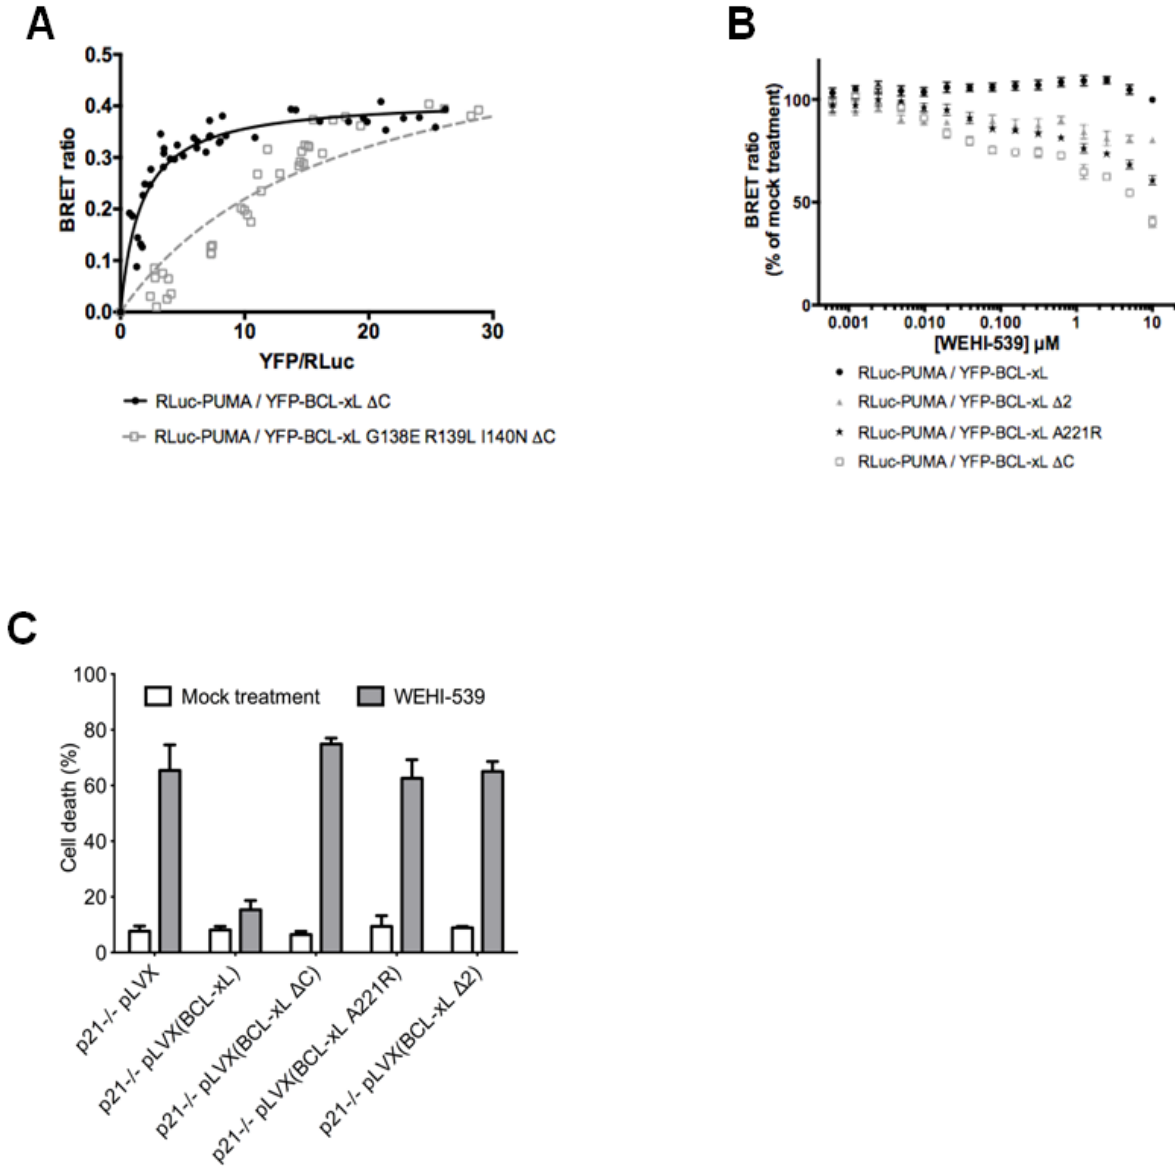 A
0.5
0.4
0.3
0.2
0.1
0.0
BRET ratio
0 10 20 30
YFP/RLuc
RLuc-PUMA / YFP-BCL-xL ΔC
RLuc-PUMA / YFP-BCL-xL G138E R139L I140N ΔC
B
100
50
0
BRET ratio
(% of mock treatment)
0.001 0.010 0.100 1 10
[WEHI-539] µM
RLuc-PUMA / YFP-BCL-xL
RLuc-PUMA / YFP-BCL-xL Δ2
RLuc-PUMA / YFP-BCL-xL A221R
RLuc-PUMA / YFP-BCL-xL ΔC
C
100
80
60
40
20
0
Cell death (%)
Mock treatment WEHI-539
p21-/- pLVX
p21-/- pLVX(BCL-xL)
p21-/- pLVX(BCL-xL ΔC)
p21-/- pLVX(BCL-xL A221R)
p21-/- pLVX(BCL-xL Δ2)